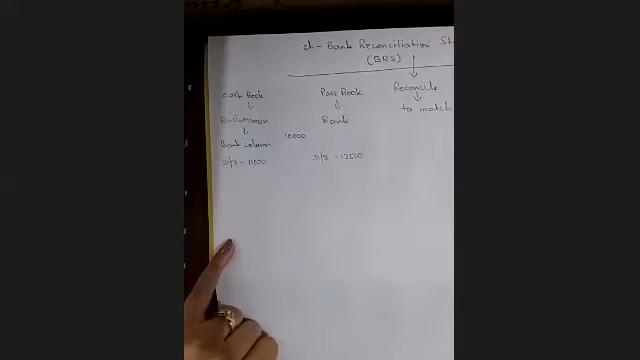 ch - Bank Reconciliation St
(BRS)
Cash Book Pass Book Reconcile
Businessman Bank to match
Bank column 10000
31/3 = 11000 31/3 = 12500